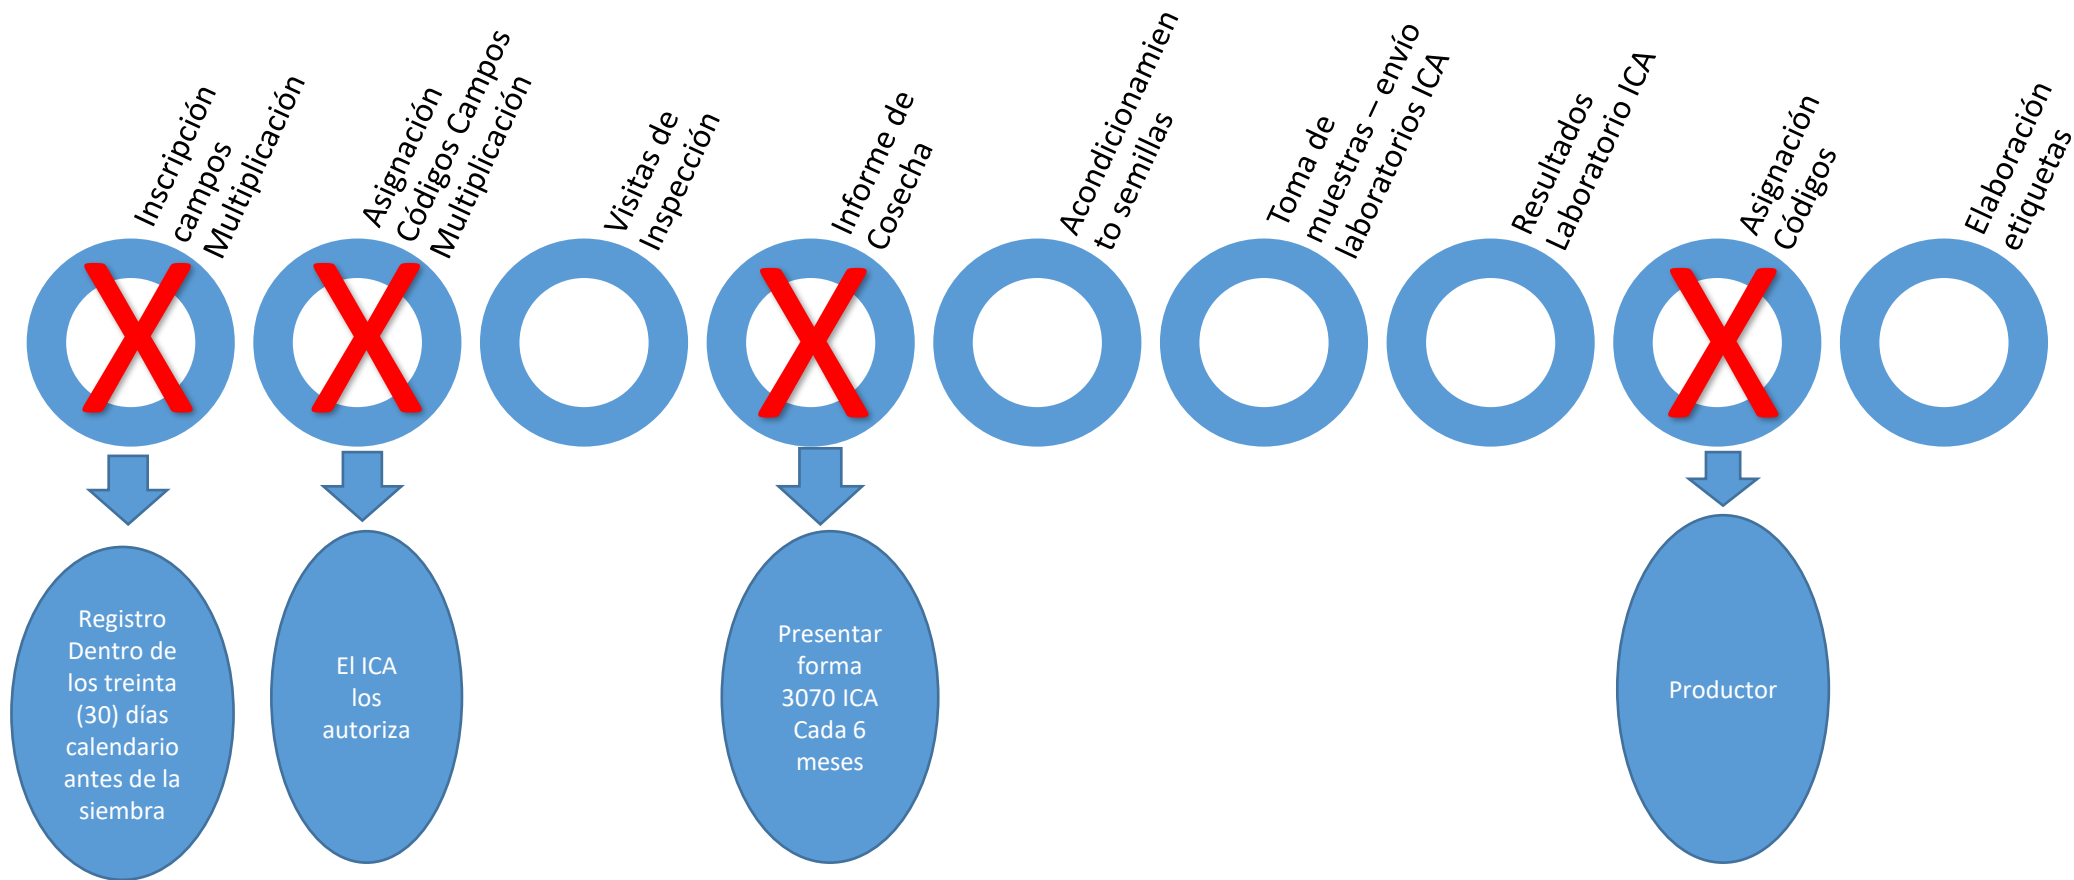 Inscripción
campos
Multiplicación
Asignación
Códigos Campos
Multiplicación
Visitas de
Inspección
Informe de
Cosecha
Acondicionamien
to semillas
Toma de
muestras – envío
laboratorios ICA
Resultados
Laboratorio ICA
Asignación
Códigos
Elaboración
etiquetas
X
X
X
X
Registro
Dentro de
los treinta
(30) días
calendario
antes de la
siembra
El ICA
los
autoriza
Presentar
forma
3070 ICA
Cada 6
meses
Productor